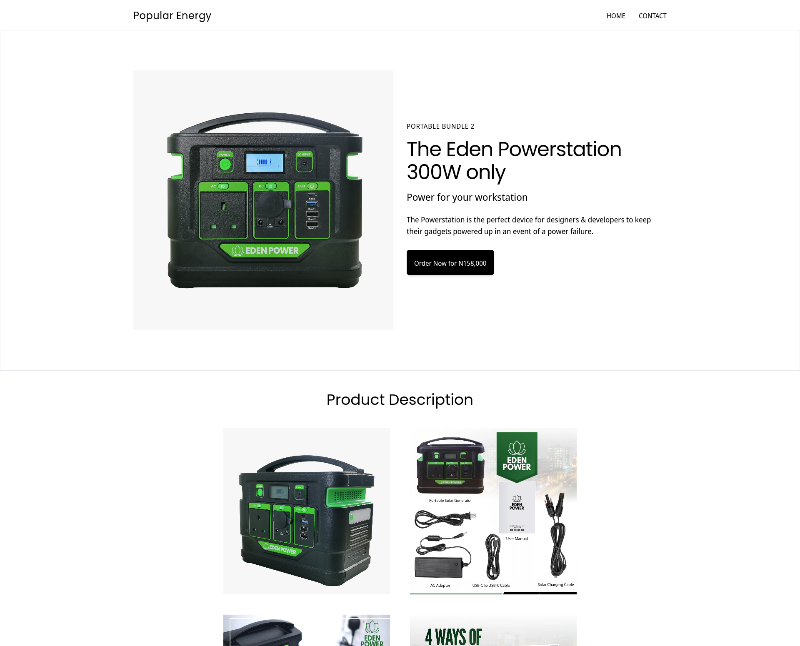 Popular Energy
HOME
CONTACT
PORTABLE BUNDLE 2
The Eden Powerstation
300W only
Power for your workstation
The Powerstation is the perfect device for designers & developers to keep
their gadgets powered up in an event of a power failure.
Order Now for N158,000
EDEN POWER
Product Description
EDEN POWER
EDEN
POWER
Portable Solar Generator
EDEN
POWER
User Manual
AC Adapter
USB-C to USB-C Cable
Solar Charging Cable
EDEN
POWER
4 WAYS OF